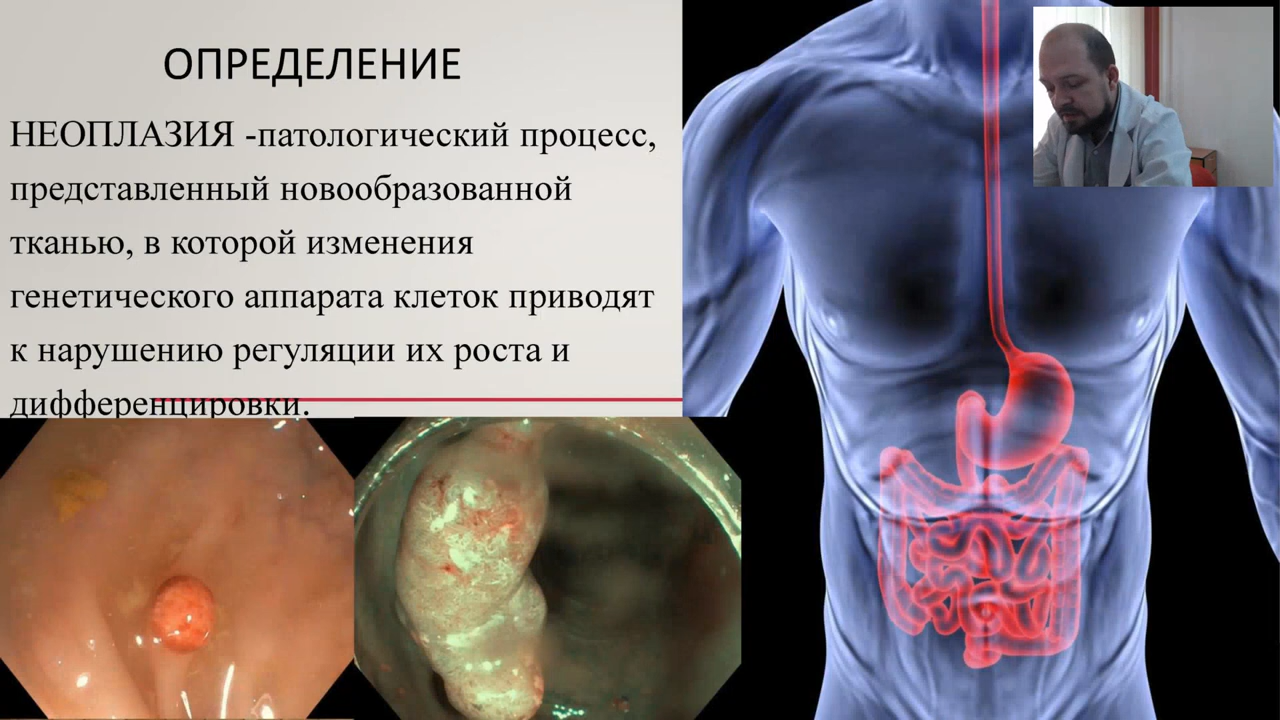 ОПРЕДЕЛЕНИЕ
НЕОПЛАЗИЯ -патологический процесс,
представленный новообразованной
тканью, в которой изменения
генетического аппарата клеток приводят
к нарушению регуляции их роста и
дифференцировки.